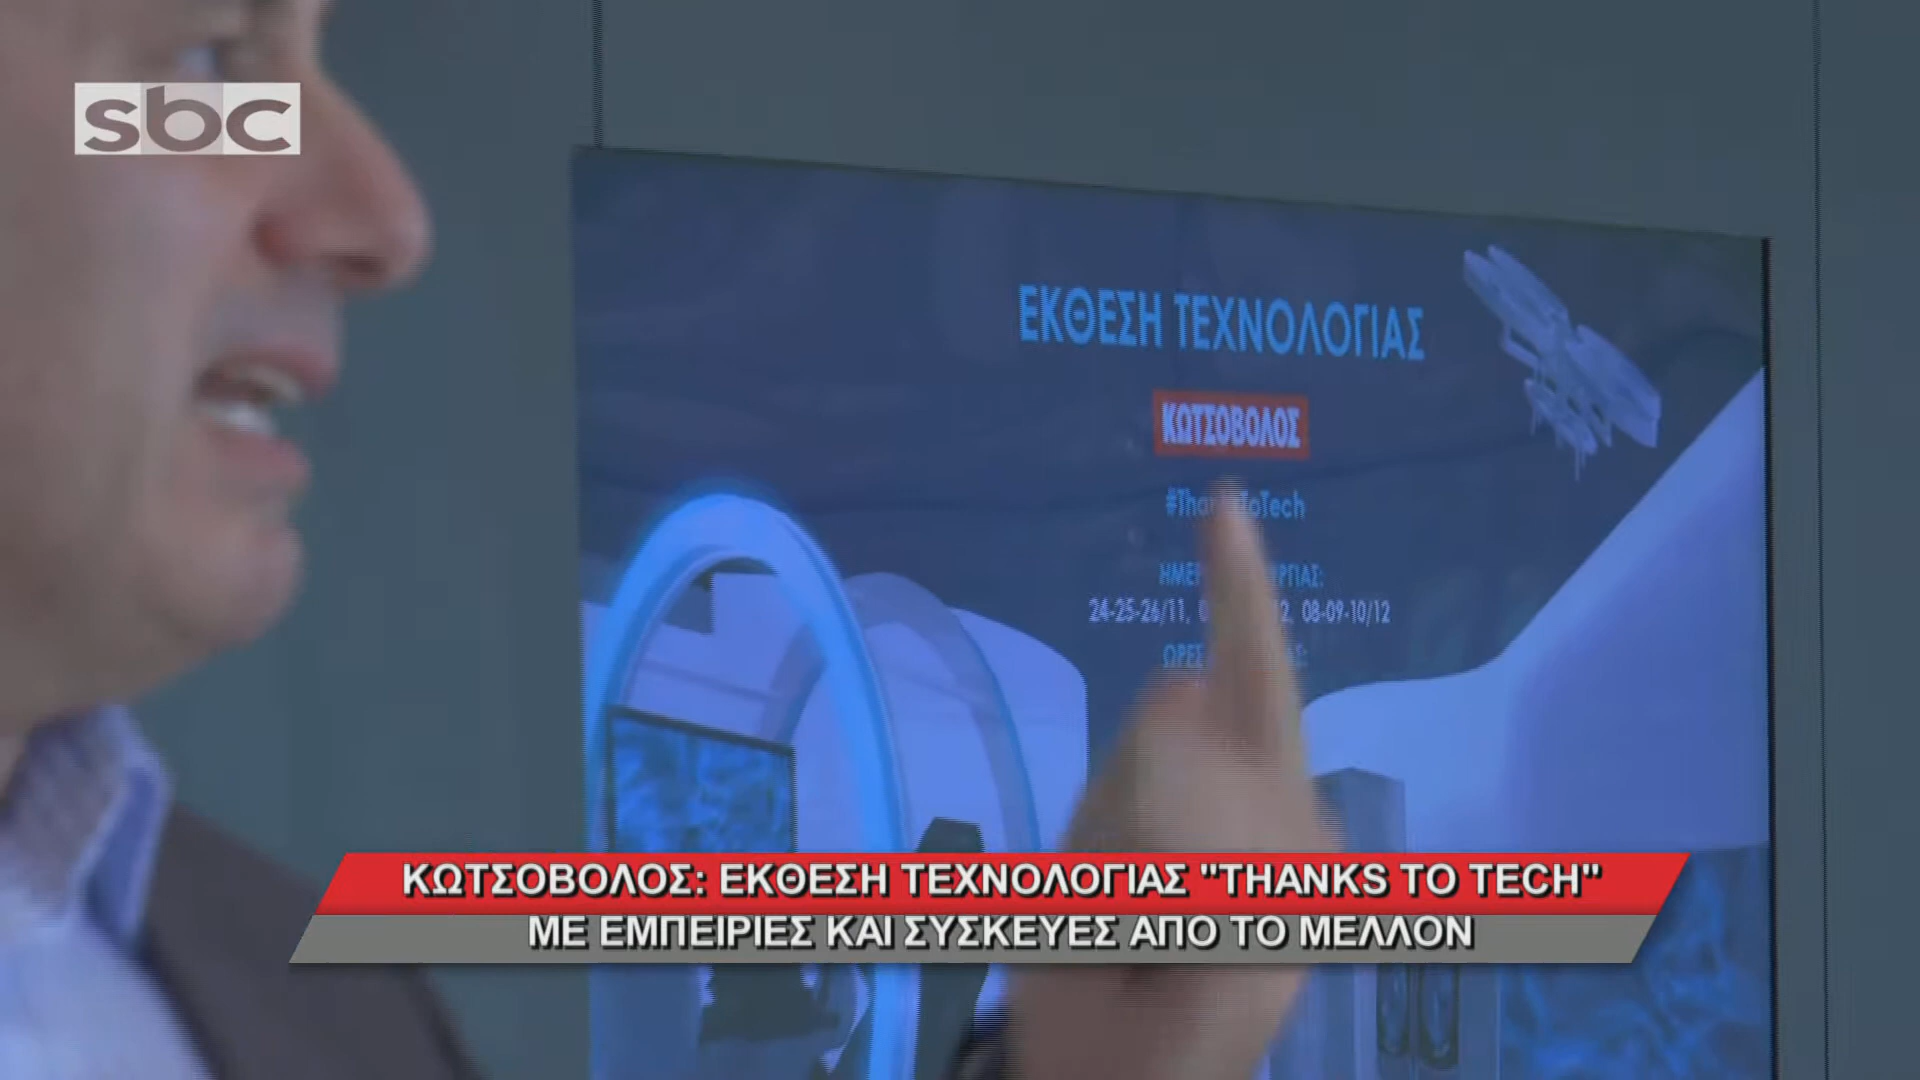 sbc
ΕΚΘΕΣΗ ΤΕΧΝΟΛΟΓΙΑΣ
ΚΩΤΣΟΒΟΛΟΣ
24-25-26/11, 08-09-10/12
ΚΩΤΣΟΒΟΛΟΣ: ΕΚΘΕΣΗ ΤΕΧΝΟΛΟΓΙΑΣ "THANKS TO TECH"
ΜΕ ΕΜΠΕΙΡΙΕΣ ΚΑΙ ΣΥΣΚΕΥΕΣ ΑΠΟ ΤΟ ΜΕΛΛΟΝ